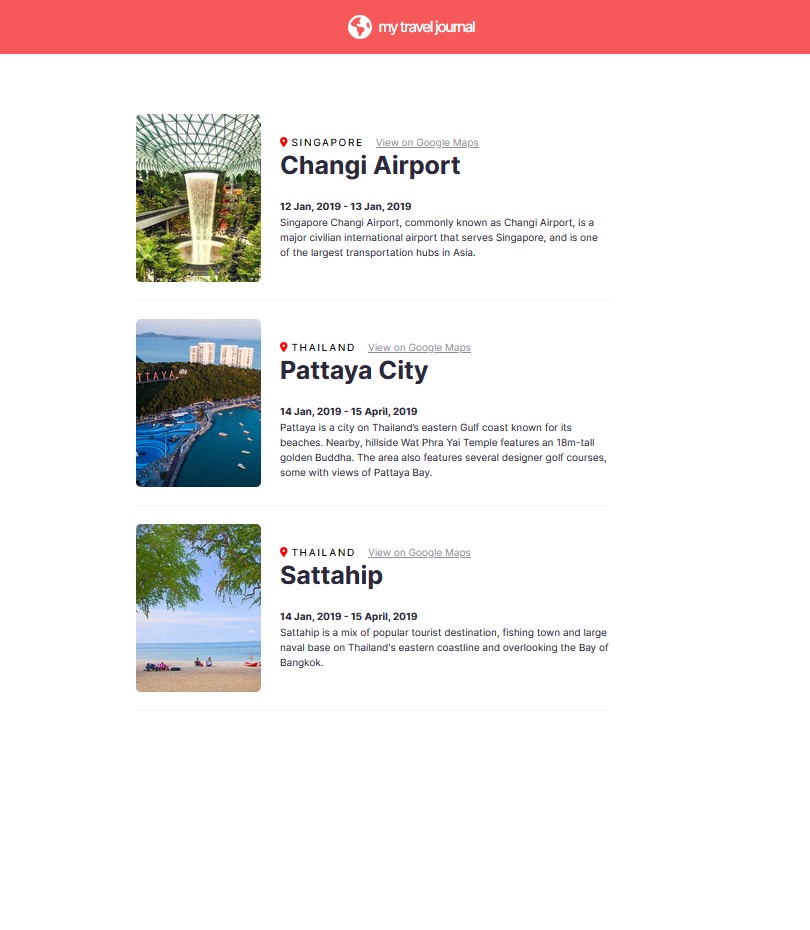 my travel journal
SINGAPORE View on Google Maps
Changi Airport
12 Jan, 2019 - 13 Jan, 2019
Singapore Changi Airport, commonly known as Changi Airport, is a
major civilian international airport that serves Singapore, and is one
of the largest transportation hubs in Asia.
TTAYA city
THAILAND View on Google Maps
Pattaya City
14 Jan, 2019 - 15 April, 2019
Pattaya is a city on Thailand’s eastern Gulf coast known for its
beaches. Nearby, hillside Wat Phra Yai Temple features an 18m-tall
golden Buddha. The area also features several designer golf courses,
some with views of Pattaya Bay.
THAILAND View on Google Maps
Sattahip
14 Jan, 2019 - 15 April, 2019
Sattahip is a mix of popular tourist destination, fishing town and large
naval base on Thailand's eastern coastline and overlooking the Bay of
Bangkok.